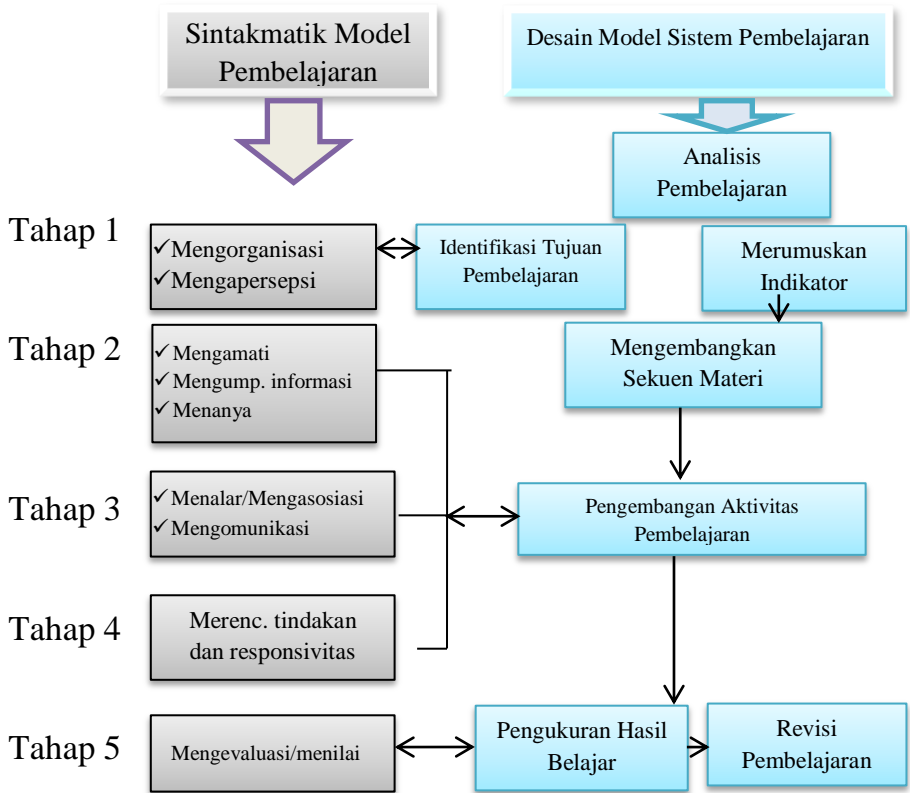 Sintakmatik Model
Pembelajaran
Desain Model Sistem Pembelajaran
Analisis
Pembelajaran
Tahap 1
✓Mengorganisasi
✓Mengapersepsi
Identifikasi Tujuan
Pembelajaran
Merumuskan
Indikator
Tahap 2
✓Mengamati
✓Mengump. informasi
✓Menanya
Mengembangkan
Sekuen Materi
Tahap 3
✓Menalar/Mengasosiasi
✓Mengomunikasi
Pengembangan Aktivitas
Pembelajaran
Tahap 4
Merenc. tindakan
dan responsivitas
Tahap 5
Mengevaluasi/menilai
Pengukuran Hasil
Belajar
Revisi
Pembelajaran